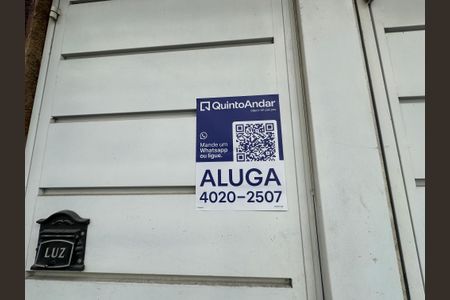 QuintoAndar
Mande um
Whatsapp
ou ligue.
ALUGA
4020-2507
LUZ